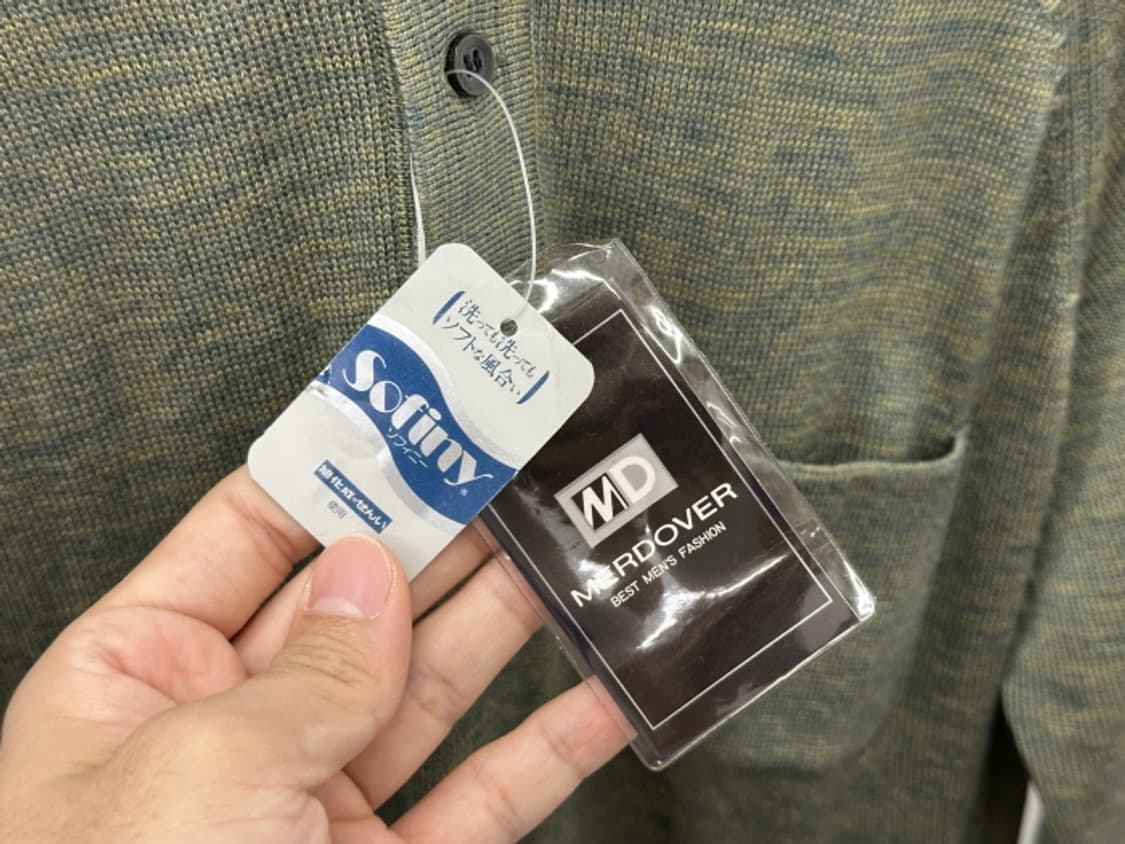 洗っても洗っても
ソフトな風合い
Sofiny®
ソフィニー
旭化成せんい
使用
MD
MERDOVER
BEST MEN'S FASHION